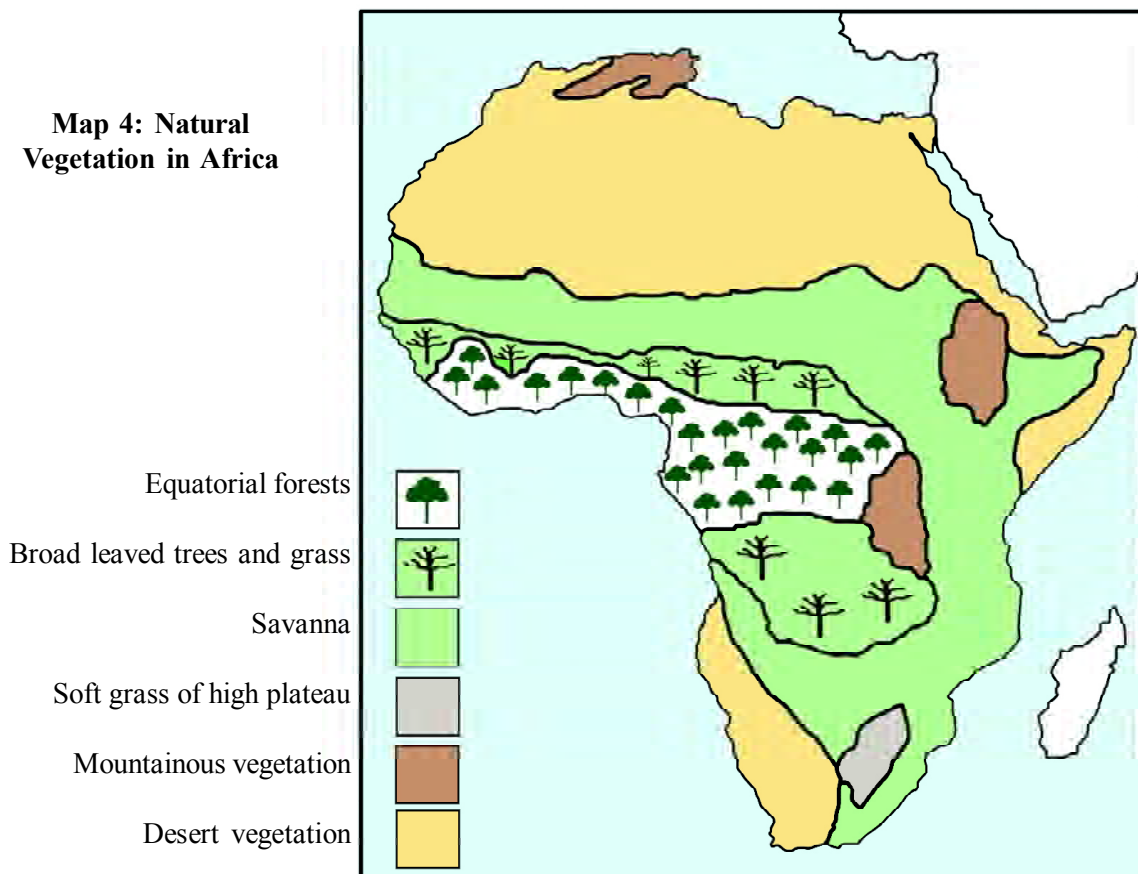 Map 4: Natural
Vegetation in Africa
Equatorial forests
Broad leaved trees and grass
Savanna
Soft grass of high plateau
Mountainous vegetation
Desert vegetation